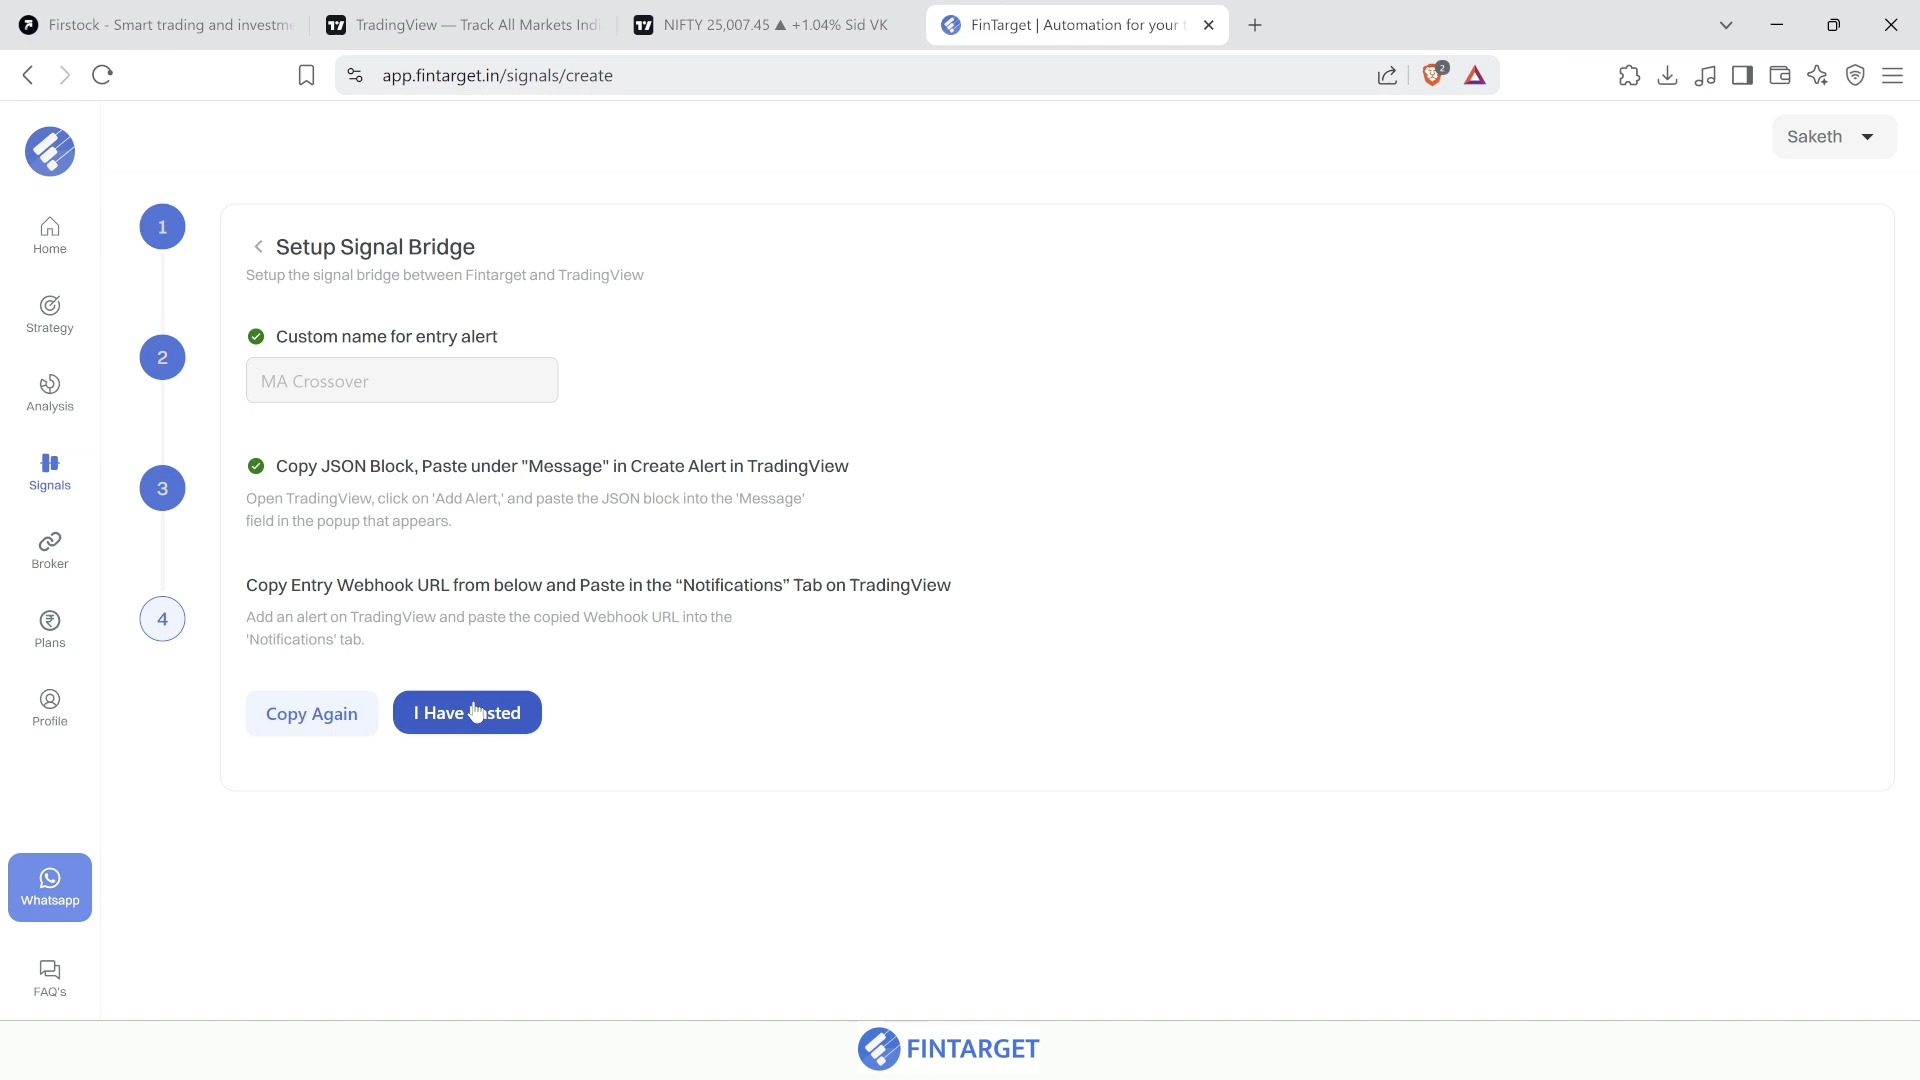 Firstock - Smart trading and investme
TradingView — Track All Markets Indi
NIFTY 25,007.45 ▲ +1.04% Sid VK
FinTarget | Automation for your t
app.fintarget.in/signals/create
2
Saketh
Home
Strategy
Analysis
Signals
Broker
Plans
Profile
Whatsapp
FAQ's
1
2
3
4
Setup Signal Bridge
Setup the signal bridge between Fintarget and TradingView
Custom name for entry alert
MA Crossover
Copy JSON Block, Paste under "Message" in Create Alert in TradingView
Open TradingView, click on 'Add Alert,' and paste the JSON block into the 'Message'
field in the popup that appears.
Copy Entry Webhook URL from below and Paste in the “Notifications” Tab on TradingView
Add an alert on TradingView and paste the copied Webhook URL into the
'Notifications' tab.
Copy Again
I Have Pasted
FINTARGET